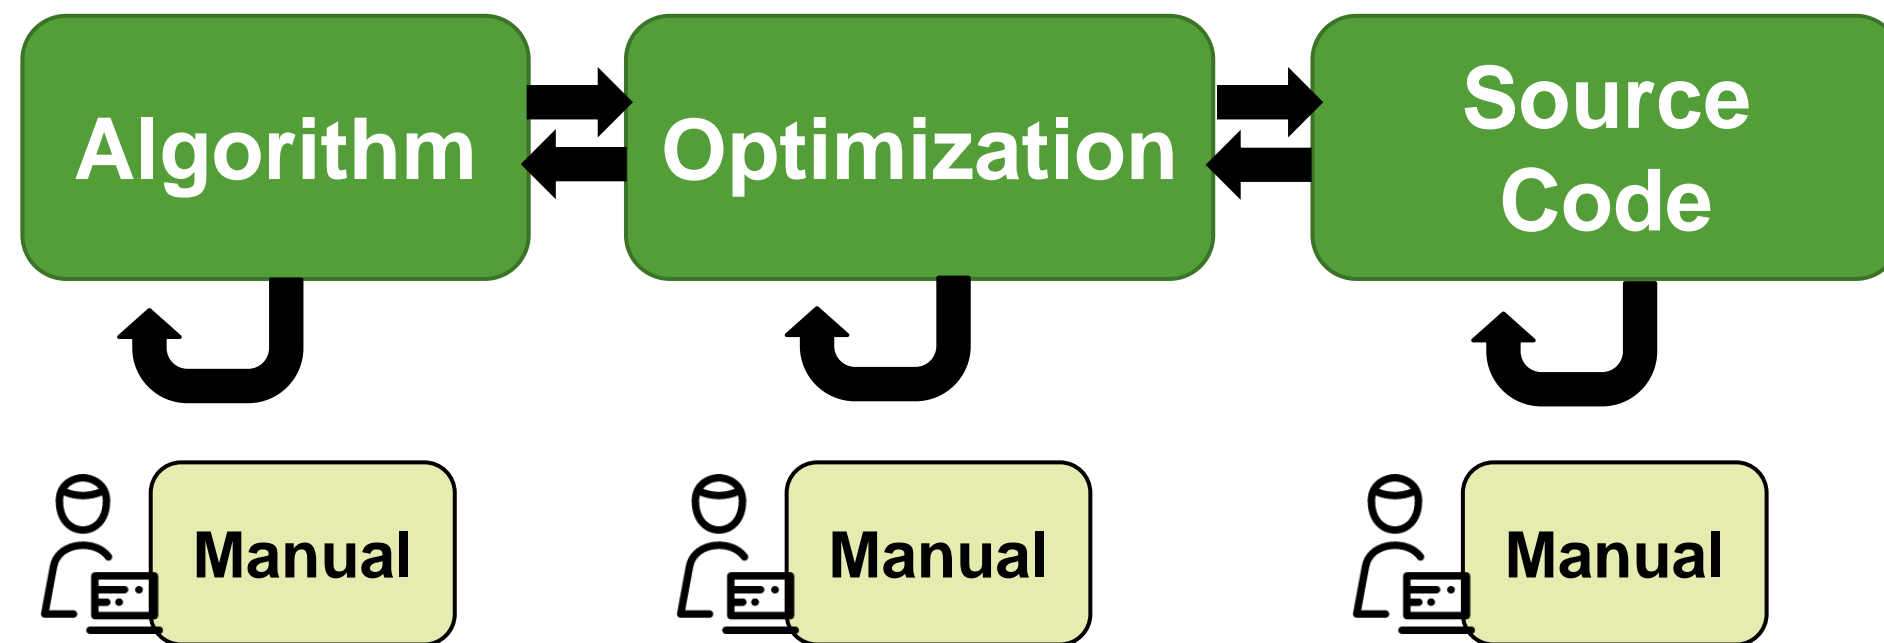 Algorithm
Optimization
Source
Code
Manual
Manual
Manual